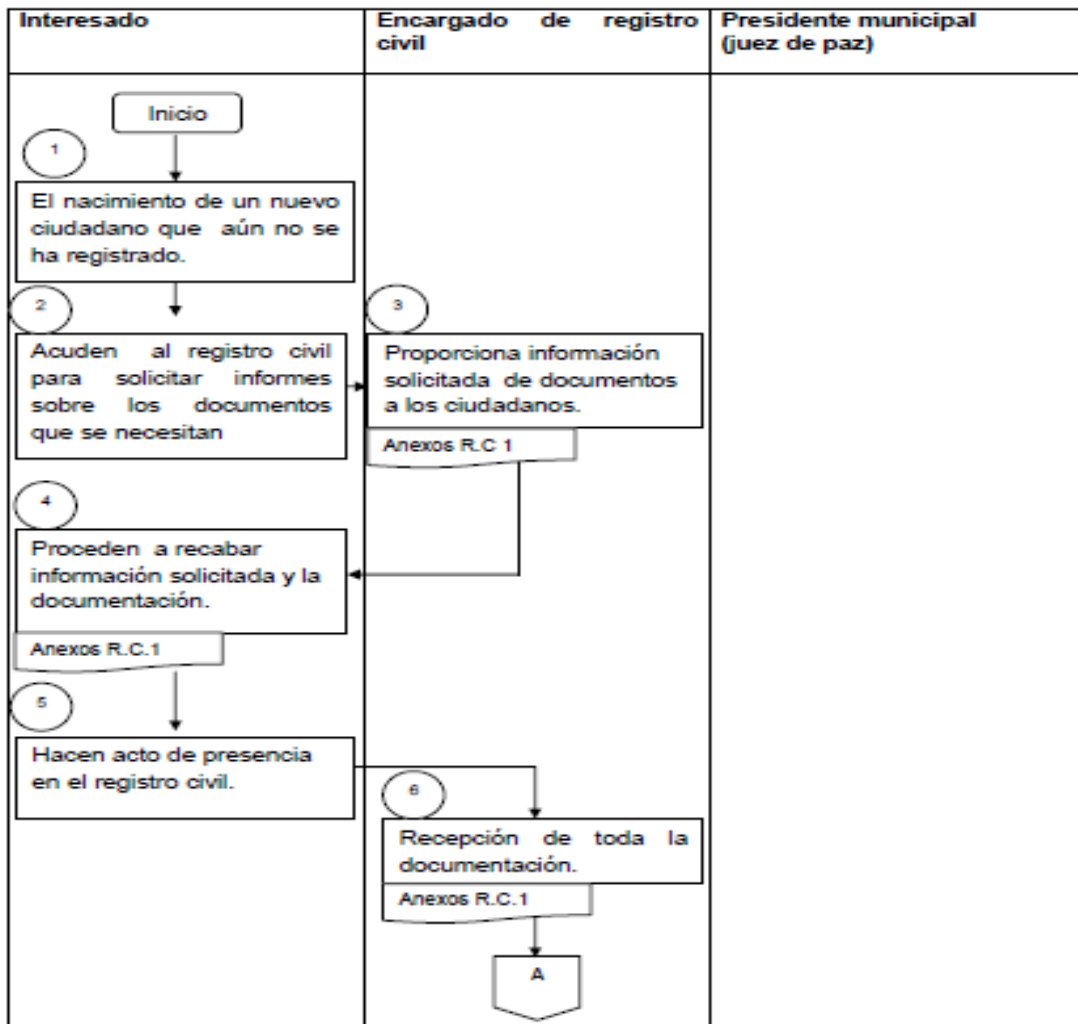 Interesado
Encargado de registro
civil
Presidente municipal
(juez de paz)
Inicio
1
El nacimiento de un nuevo
ciudadano que aún no se
ha registrado.
2
Acuden al registro civil
para solicitar informes
sobre los documentos
que se necesitan
3
Proporciona información
solicitada de documentos
a los ciudadanos.
Anexos R.C 1
4
Proceden a recabar
información solicitada y la
documentación.
Anexos R.C.1
5
Hacen acto de presencia
en el registro civil.
6
Recepción de toda la
documentación.
Anexos R.C.1
A